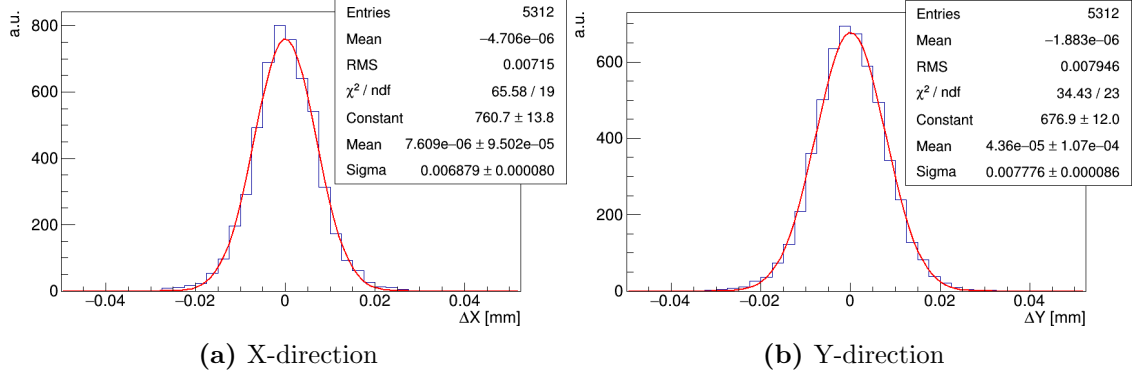 a.u.
800
600
400
200
0
−0.04
−0.02
0
0.02
0.04
ΔX [mm]
Entries 5312
Mean −4.706e−06
RMS 0.00715
χ² / ndf 65.58 / 19
Constant 760.7 ± 13.8
Mean 7.609e−06 ± 9.502e−05
Sigma 0.006879 ± 0.000080
(a) X-direction
a.u.
600
400
200
0
−0.04
−0.02
0
0.02
0.04
ΔY [mm]
Entries 5312
Mean −1.883e−06
RMS 0.007946
χ² / ndf 34.43 / 23
Constant 676.9 ± 12.0
Mean 4.36e−05 ± 1.07e−04
Sigma 0.007776 ± 0.000086
(b) Y-direction